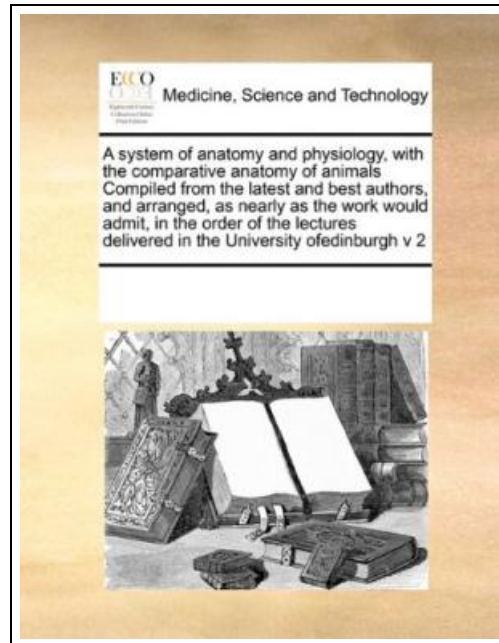 ECCO
Medicine, Science and Technology
A system of anatomy and physiology, with
the comparative anatomy of animals
Compiled from the latest and best authors,
and arranged, as nearly as the work would
admit, in the order of the lectures
delivered in the University ofedinburgh v 2